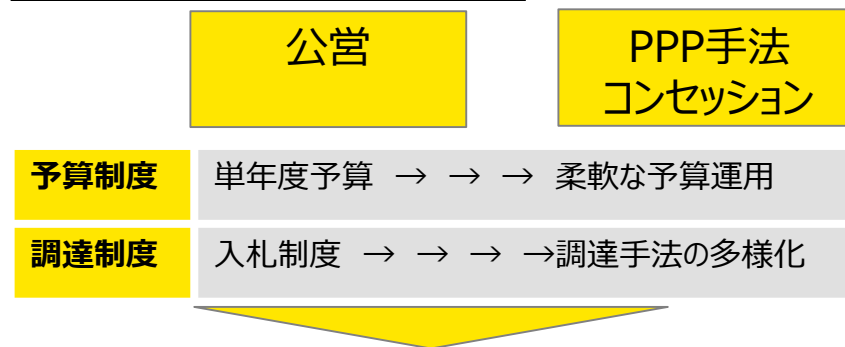 公営
PPP手法
コンセッション
予算制度
単年度予算 → → → 柔軟な予算運用
調達制度
入札制度 → → → →調達手法の多様化